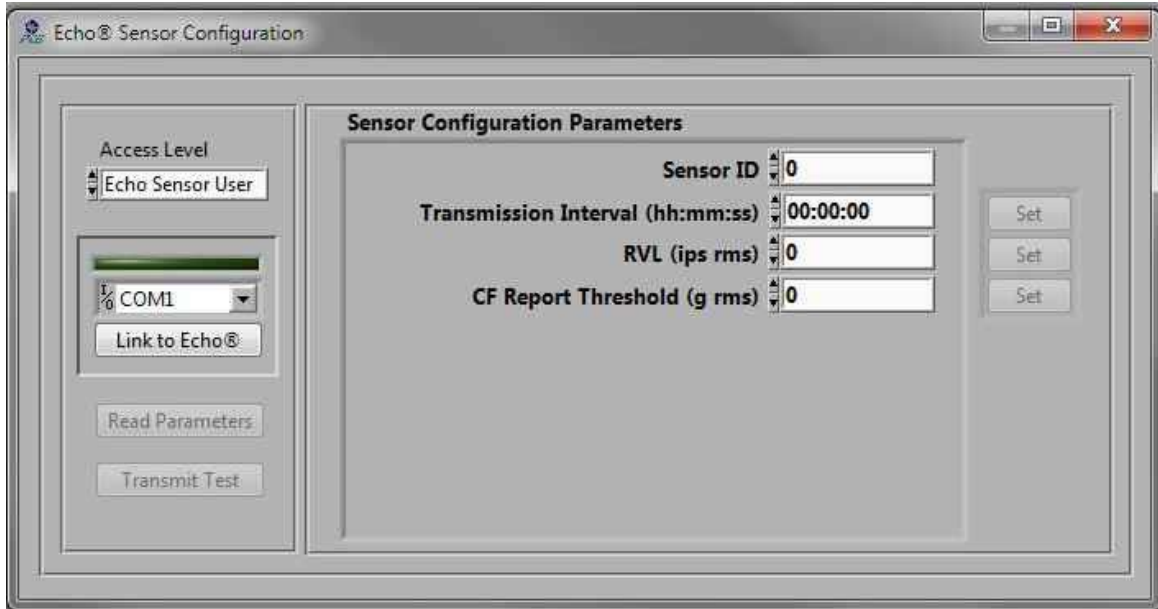 Echo® Sensor Configuration
Access Level
Echo Sensor User
I/O COM1
Link to Echo®
Read Parameters
Transmit Test
Sensor Configuration Parameters
Sensor ID 0
Transmission Interval (hh:mm:ss) 00:00:00 Set
RVL (ips rms) 0 Set
CF Report Threshold (g rms) 0 Set